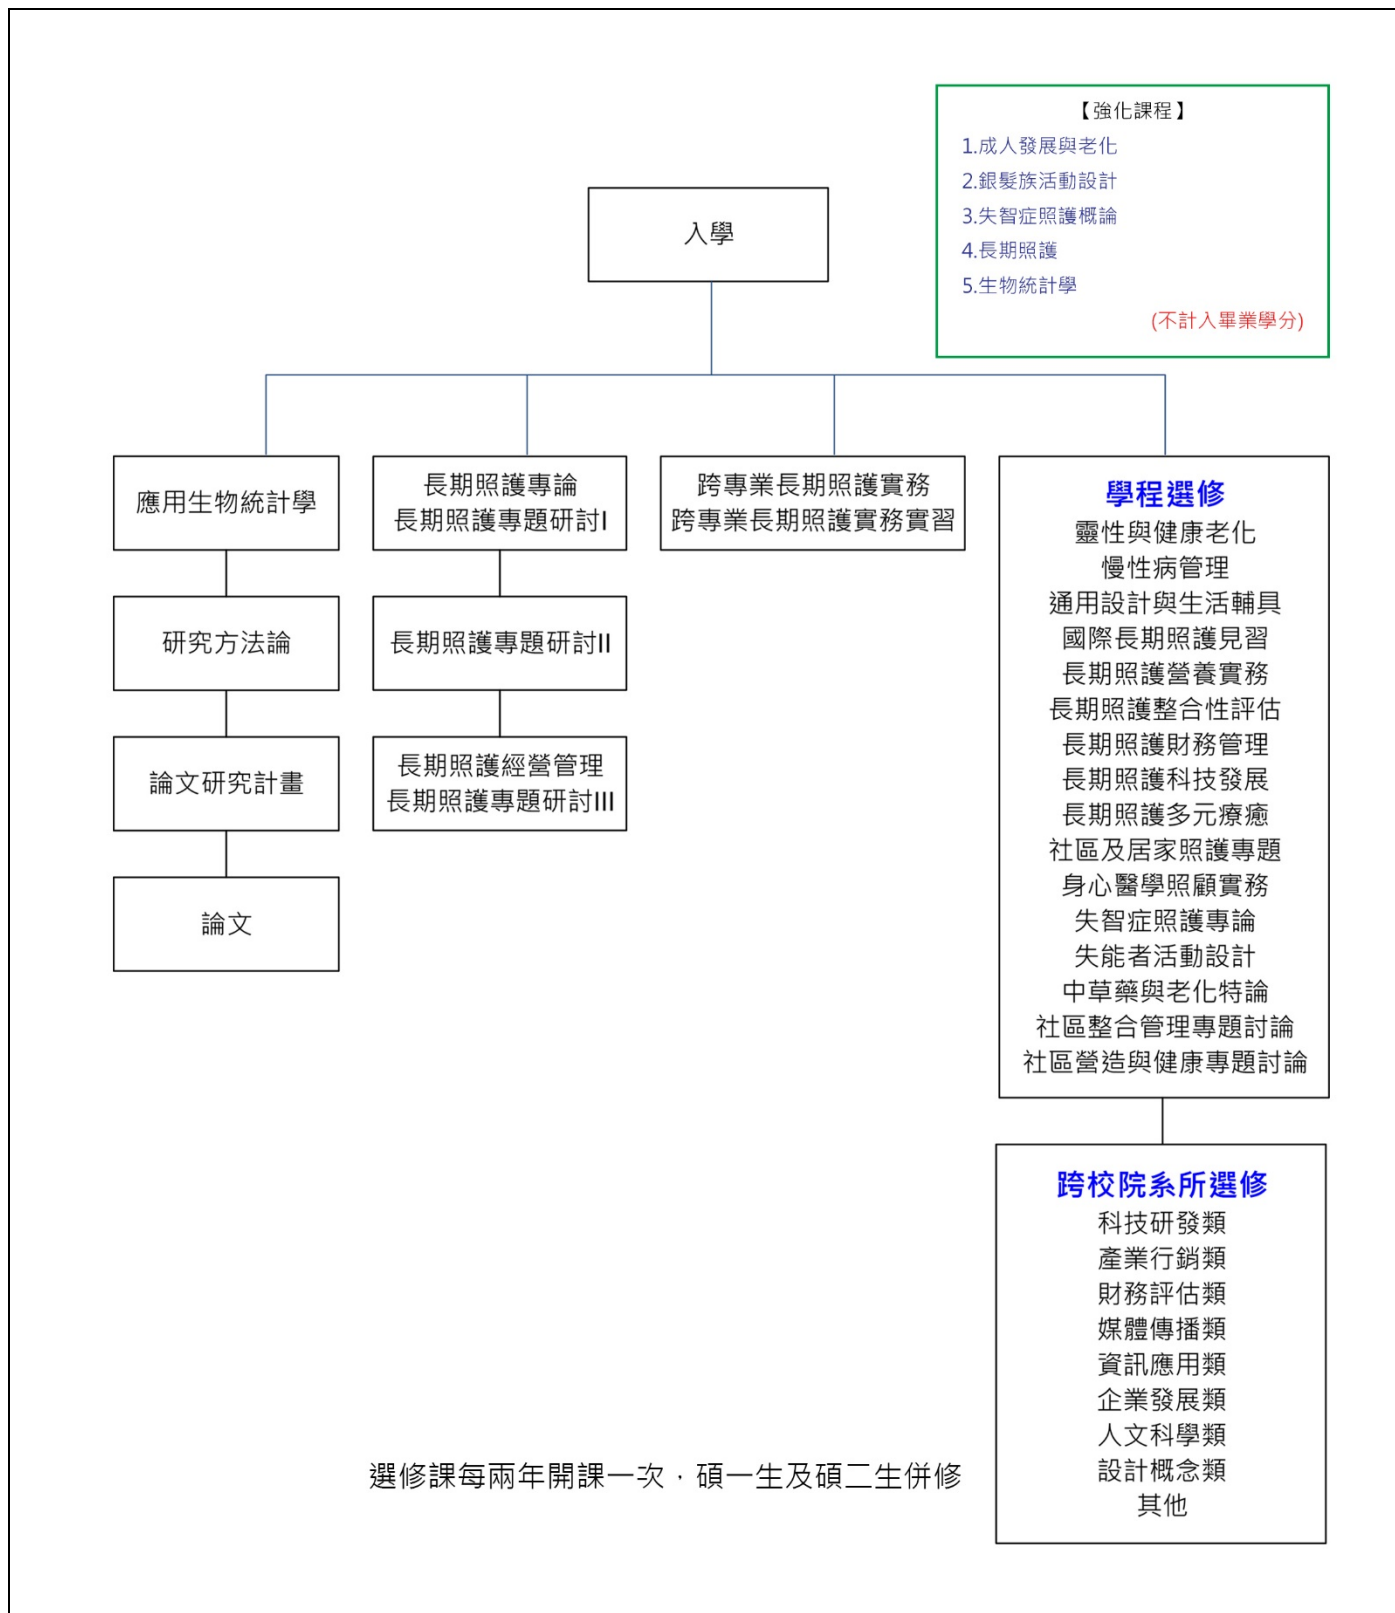 【強化課程】
1.成人發展與老化
2.銀髮族活動設計
3.失智症照護概論
4.長期照護
5.生物統計學
(不計入畢業學分)
入學
應用生物統計學
研究方法論
論文研究計畫
論文
長期照護專論
長期照護專題研討I
長期照護專題研討II
長期照護經營管理
長期照護專題研討III
跨專業長期照護實務
跨專業長期照護實務實習
學程選修
靈性與健康老化
慢性病管理
通用設計與生活輔具
國際長期照護見習
長期照護營養實務
長期照護整合性評估
長期照護財務管理
長期照護科技發展
長期照護多元療癒
社區及居家照護專題
身心醫學照顧實務
失智症照護專論
失能者活動設計
中草藥與老化特論
社區整合管理專題討論
社區營造與健康專題討論
跨校院系所選修
科技研發類
產業行銷類
財務評估類
媒體傳播類
資訊應用類
企業發展類
人文科學類
設計概念類
其他
選修課每兩年開課一次，碩一生及碩二生併修